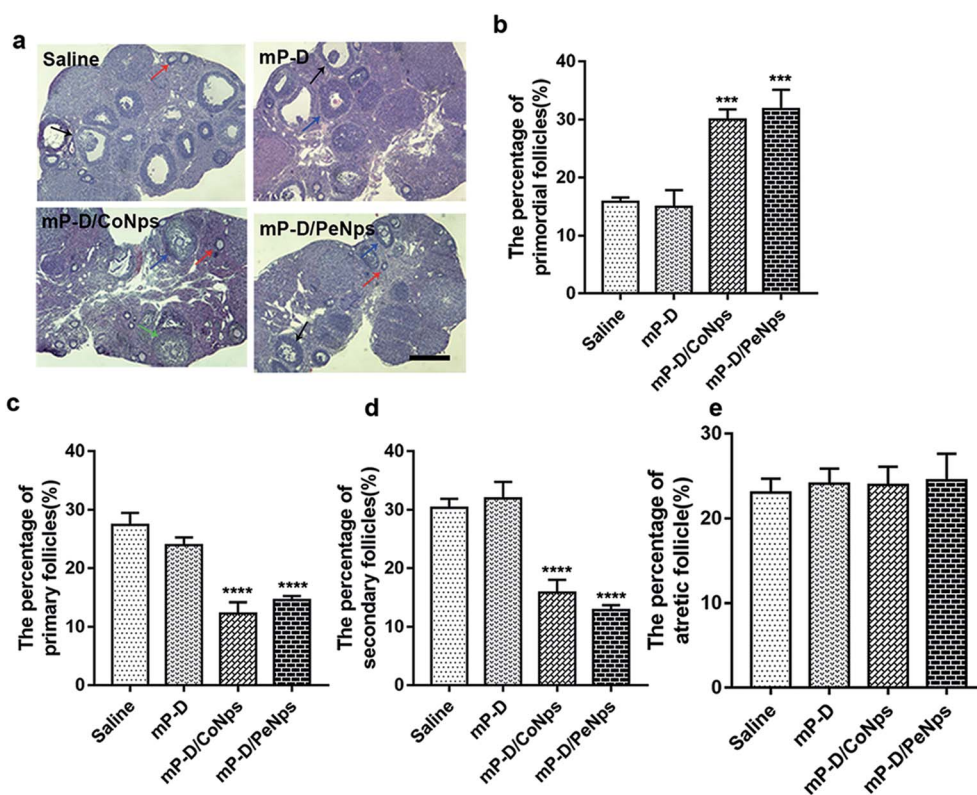 a
Saline
mP-D
mP-D/CoNps
mP-D/PeNps
b
The percentage of
primordial follicles(%)
40
30
20
10
0
***
***
Saline
mP-D
mP-D/CoNps
mP-D/PeNps
c
The percentage of
primary follicles(%)
40
30
20
10
0
****
****
Saline
mP-D
mP-D/CoNps
mP-D/PeNps
d
The percentage of
secondary follicles(%)
40
30
20
10
0
****
****
Saline
mP-D
mP-D/CoNps
mP-D/PeNps
e
The percentage of
atretic follicle(%)
30
20
10
0
Saline
mP-D
mP-D/CoNps
mP-D/PeNps